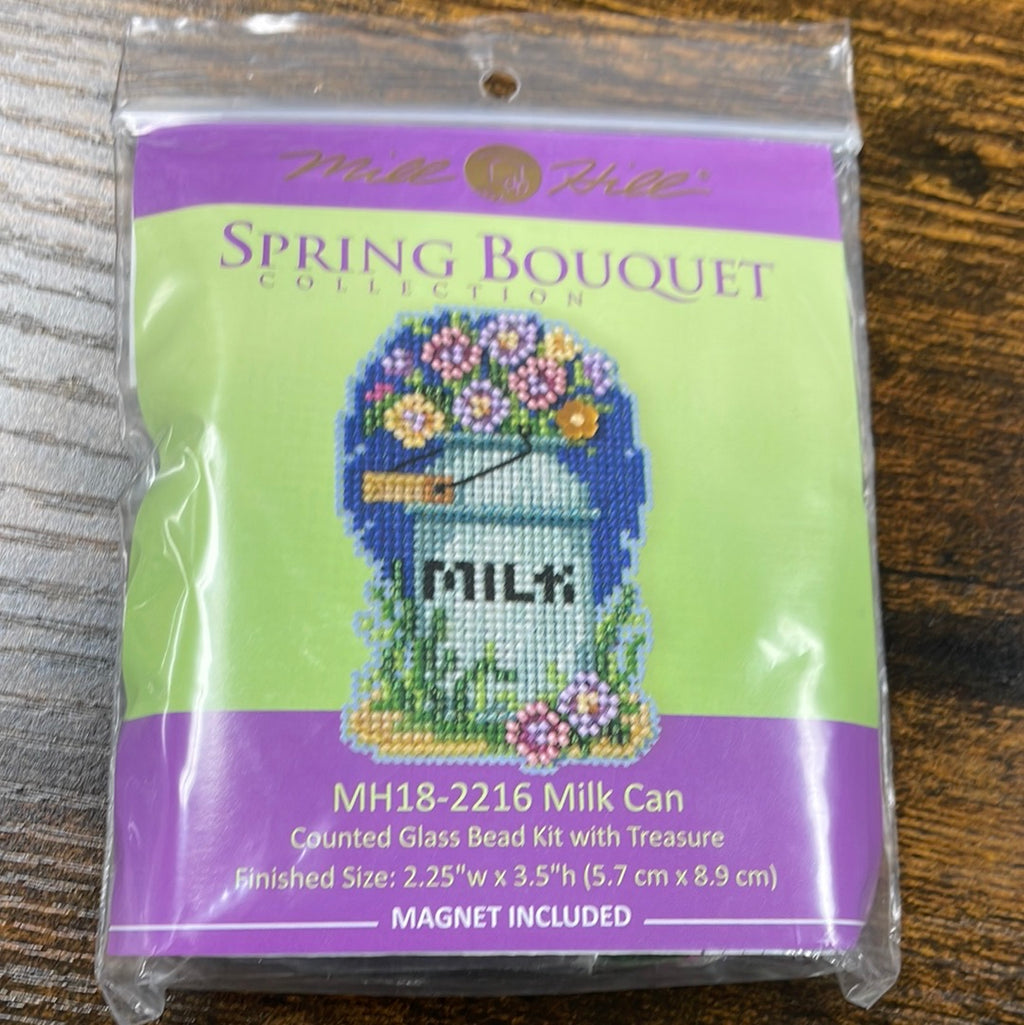 Mill Hill®
SPRING BOUQUET
COLLECTION
MILK
MH18-2216 Milk Can
Counted Glass Bead Kit with Treasure
Finished Size: 2.25"w x 3.5"h (5.7 cm x 8.9 cm)
MAGNET INCLUDED